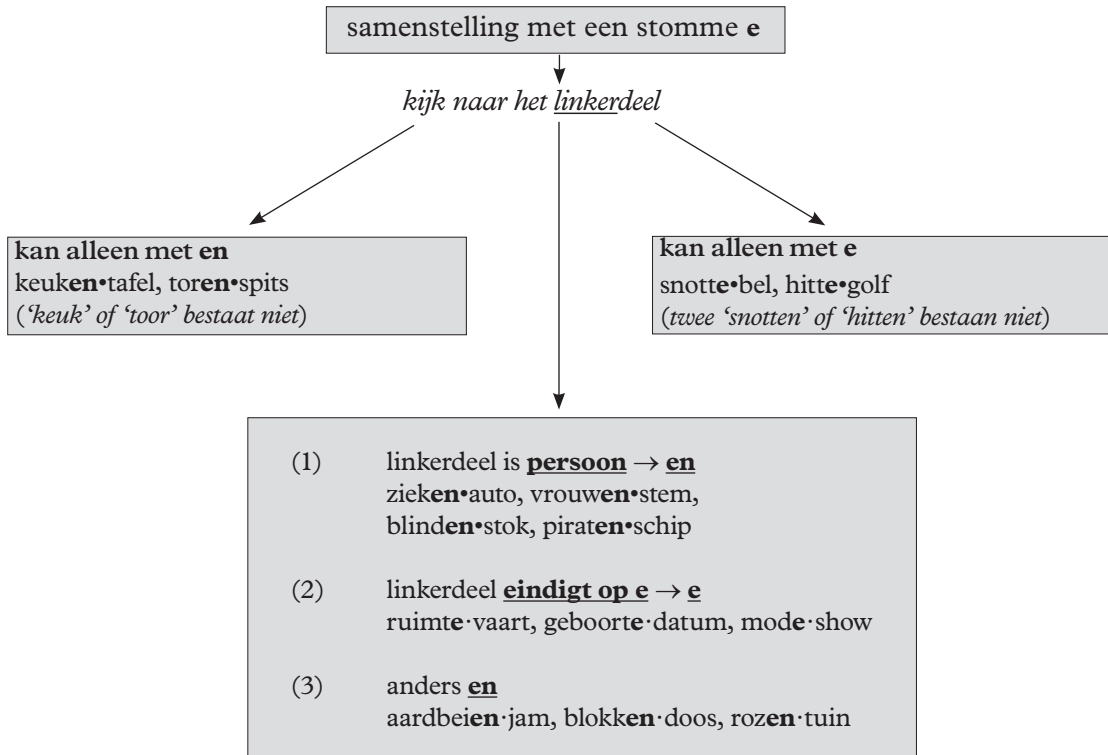 samenstelling met een stomme e
kijk naar het linkerdeel
kan alleen met en
keuken•tafel, toren•spits
(‘keuk’ of ‘toor’ bestaat niet)
kan alleen met e
snotte•bel, hitte•golf
(twee ‘snotten’ of ‘hitten’ bestaan niet)
(1) linkerdeel is persoon → en
zieken•auto, vrouwen•stem,
blinden•stok, piraten•schip
(2) linkerdeel eindigt op e → e
ruimte·vaart, geboorte·datum, mode·show
(3) anders en
aardbeien·jam, blokken·doos, rozen·tuin